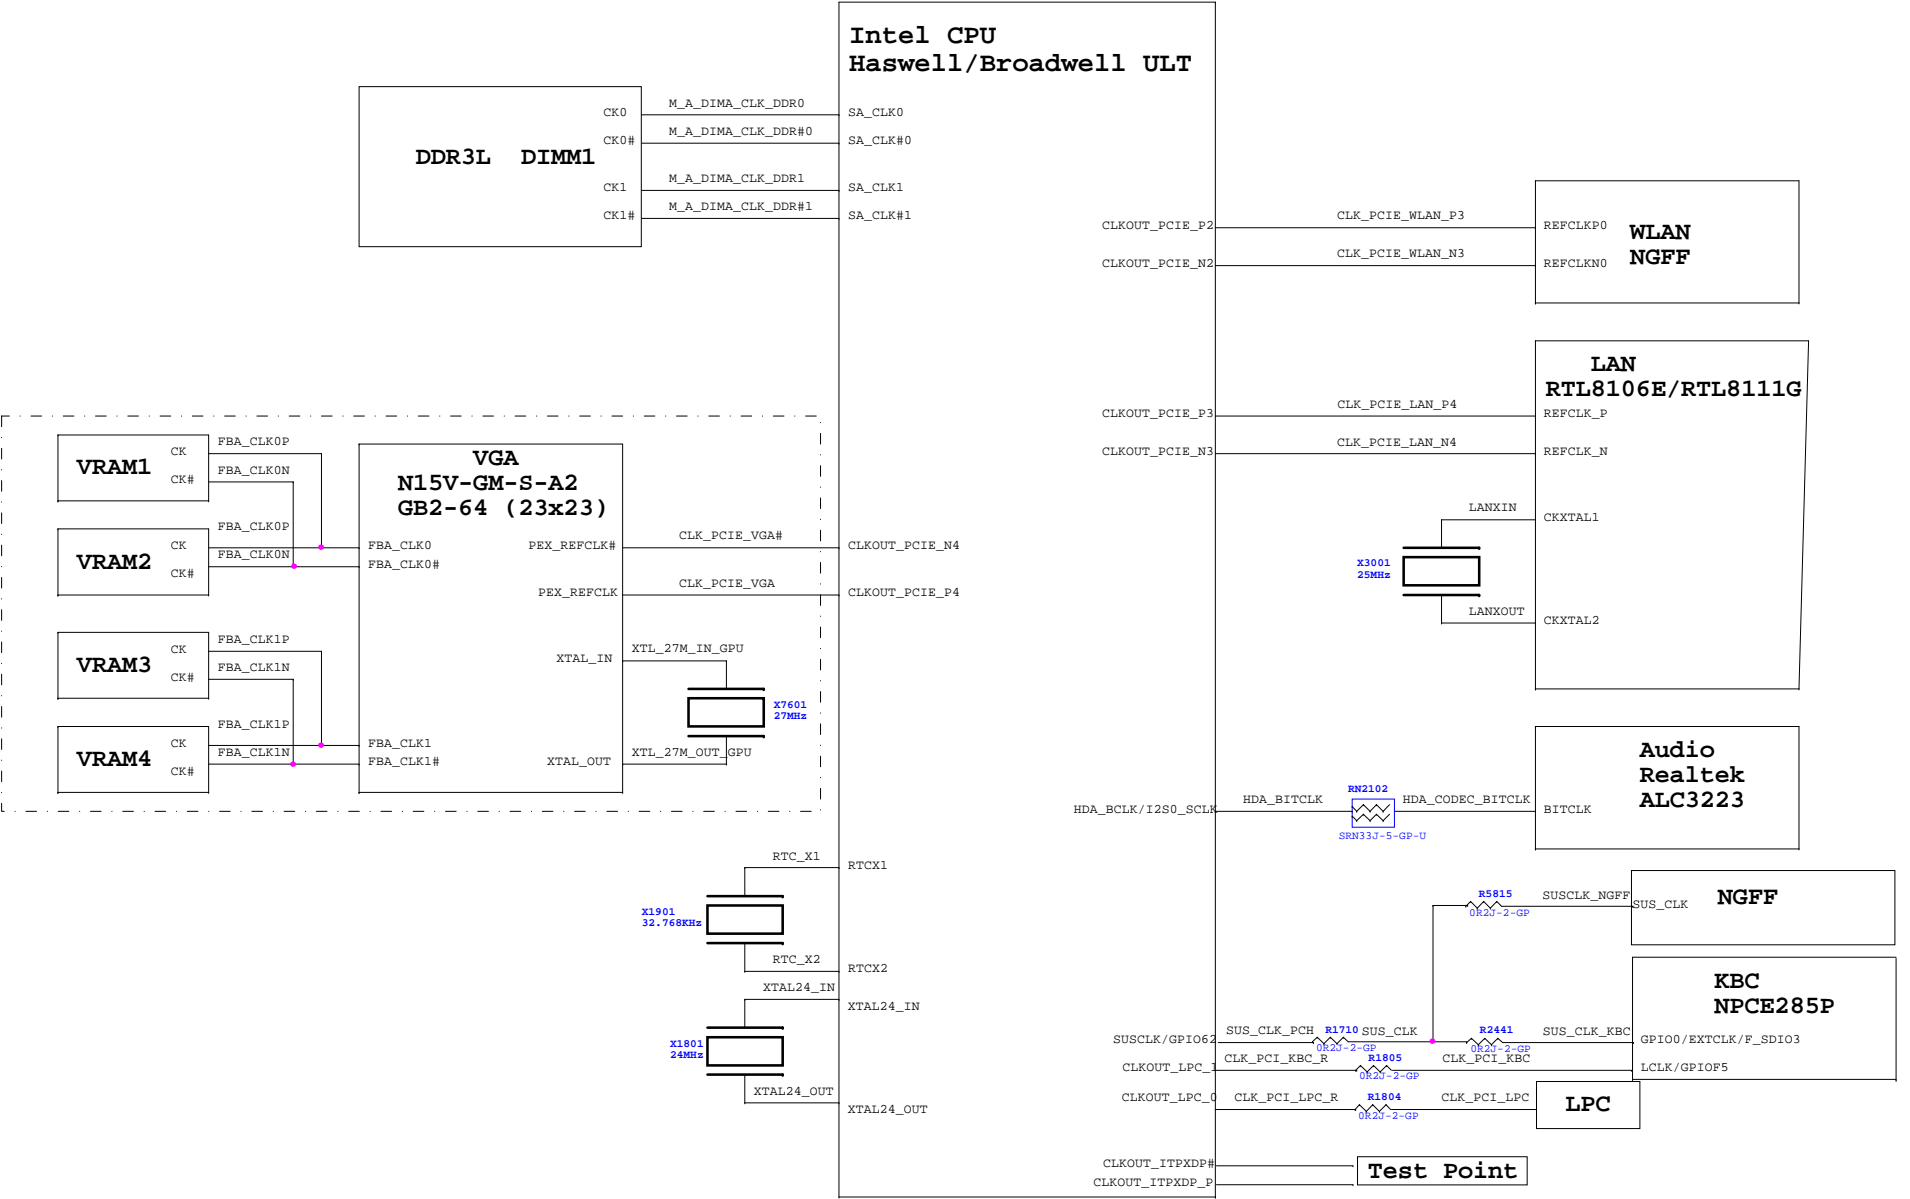 Intel CPU
Haswell/Broadwell ULT
DDR3L DIMM1
CK0
M_A_DIMA_CLK_DDR0
SA_CLK0
CK0#
M_A_DIMA_CLK_DDR#0
SA_CLK#0
CK1
M_A_DIMA_CLK_DDR1
SA_CLK1
CK1#
M_A_DIMA_CLK_DDR#1
SA_CLK#1
CLKOUT_PCIE_P2
CLK_PCIE_WLAN_P3
REFCLKP0
CLKOUT_PCIE_N2
CLK_PCIE_WLAN_N3
REFCLKN0
WLAN
NGFF
LAN
RTL8106E/RTL8111G
CLKOUT_PCIE_P3
CLK_PCIE_LAN_P4
REFCLK_P
CLKOUT_PCIE_N3
CLK_PCIE_LAN_N4
REFCLK_N
LANXIN
CKXTAL1
X3001
25MHz
LANXOUT
CKXTAL2
VRAM1
CK
FBA_CLK0P
CK#
FBA_CLK0N
VRAM2
CK
FBA_CLK0P
CK#
FBA_CLK0N
VRAM3
CK
FBA_CLK1P
CK#
FBA_CLK1N
VRAM4
CK
FBA_CLK1P
CK#
FBA_CLK1N
VGA
N15V-GM-S-A2
GB2-64 (23x23)
FBA_CLK0
FBA_CLK0#
FBA_CLK1
FBA_CLK1#
PEX_REFCLK#
CLK_PCIE_VGA#
CLKOUT_PCIE_N4
PEX_REFCLK
CLK_PCIE_VGA
CLKOUT_PCIE_P4
XTAL_IN
XTL_27M_IN_GPU
X7601
27MHz
XTAL_OUT
XTL_27M_OUT_GPU
Audio
Realtek
ALC3223
HDA_BCLK/I2S0_SCLK
HDA_BITCLK
RN2102
SRN33J-5-GP-U
HDA_CODEC_BITCLK
BITCLK
RTC_X1
RTCX1
X1901
32.768KHz
RTC_X2
RTCX2
XTAL24_IN
XTAL24_IN
X1801
24MHz
XTAL24_OUT
XTAL24_OUT
R5815
0R2J-2-GP
SUSCLK_NGFF
SUS_CLK
NGFF
KBC
NPCE285P
SUSCLK/GPIO62
SUS_CLK_PCH
R1710
0R2J-2-GP
SUS_CLK
R2441
0R2J-2-GP
SUS_CLK_KBC
GPIO0/EXTCLK/F_SDIO3
CLKOUT_LPC_1
CLK_PCI_KBC_R
R1805
0R2J-2-GP
CLK_PCI_KBC
LCLK/GPIOF5
CLKOUT_LPC_0
CLK_PCI_LPC_R
R1804
0R2J-2-GP
CLK_PCI_LPC
LPC
CLKOUT_ITPXDP#
CLKOUT_ITPXDP_P
Test Point